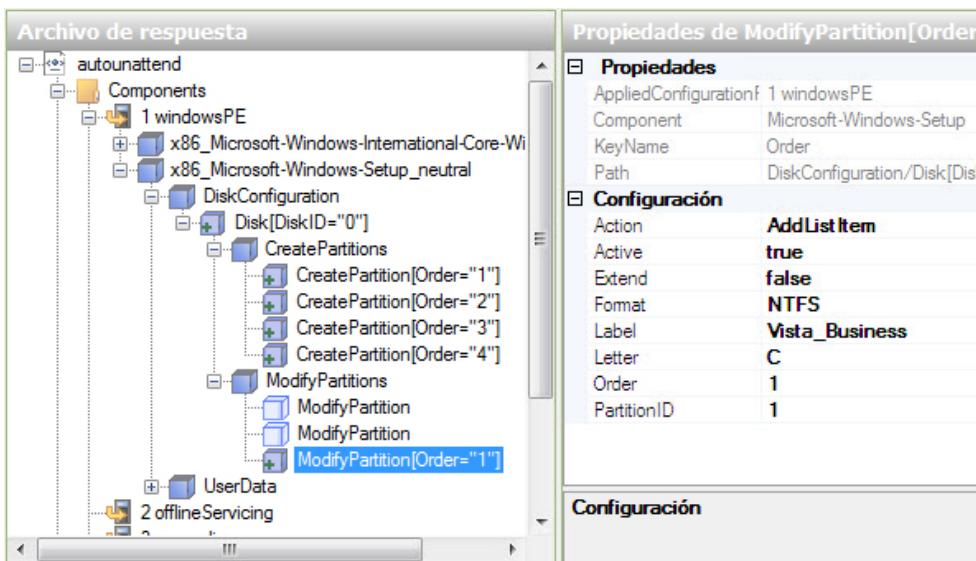 Archivo de respuesta
autounattend
Components
1 windowsPE
x86_Microsoft-Windows-International-Core-Wi
x86_Microsoft-Windows-Setup_neutral
DiskConfiguration
Disk[DiskID="0"]
CreatePartitions
CreatePartition[Order="1"]
CreatePartition[Order="2"]
CreatePartition[Order="3"]
CreatePartition[Order="4"]
ModifyPartitions
ModifyPartition
ModifyPartition
ModifyPartition[Order="1"]
UserData
2 offlineServicing
Propiedades de ModifyPartition[Order
Propiedades
AppliedConfigurationF 1 windowsPE
Component Microsoft-Windows-Setup
KeyName Order
Path DiskConfiguration/Disk[Dis
Configuración
Action AddListItem
Active true
Extend false
Format NTFS
Label Vista_Business
Letter C
Order 1
PartitionID 1
Configuración